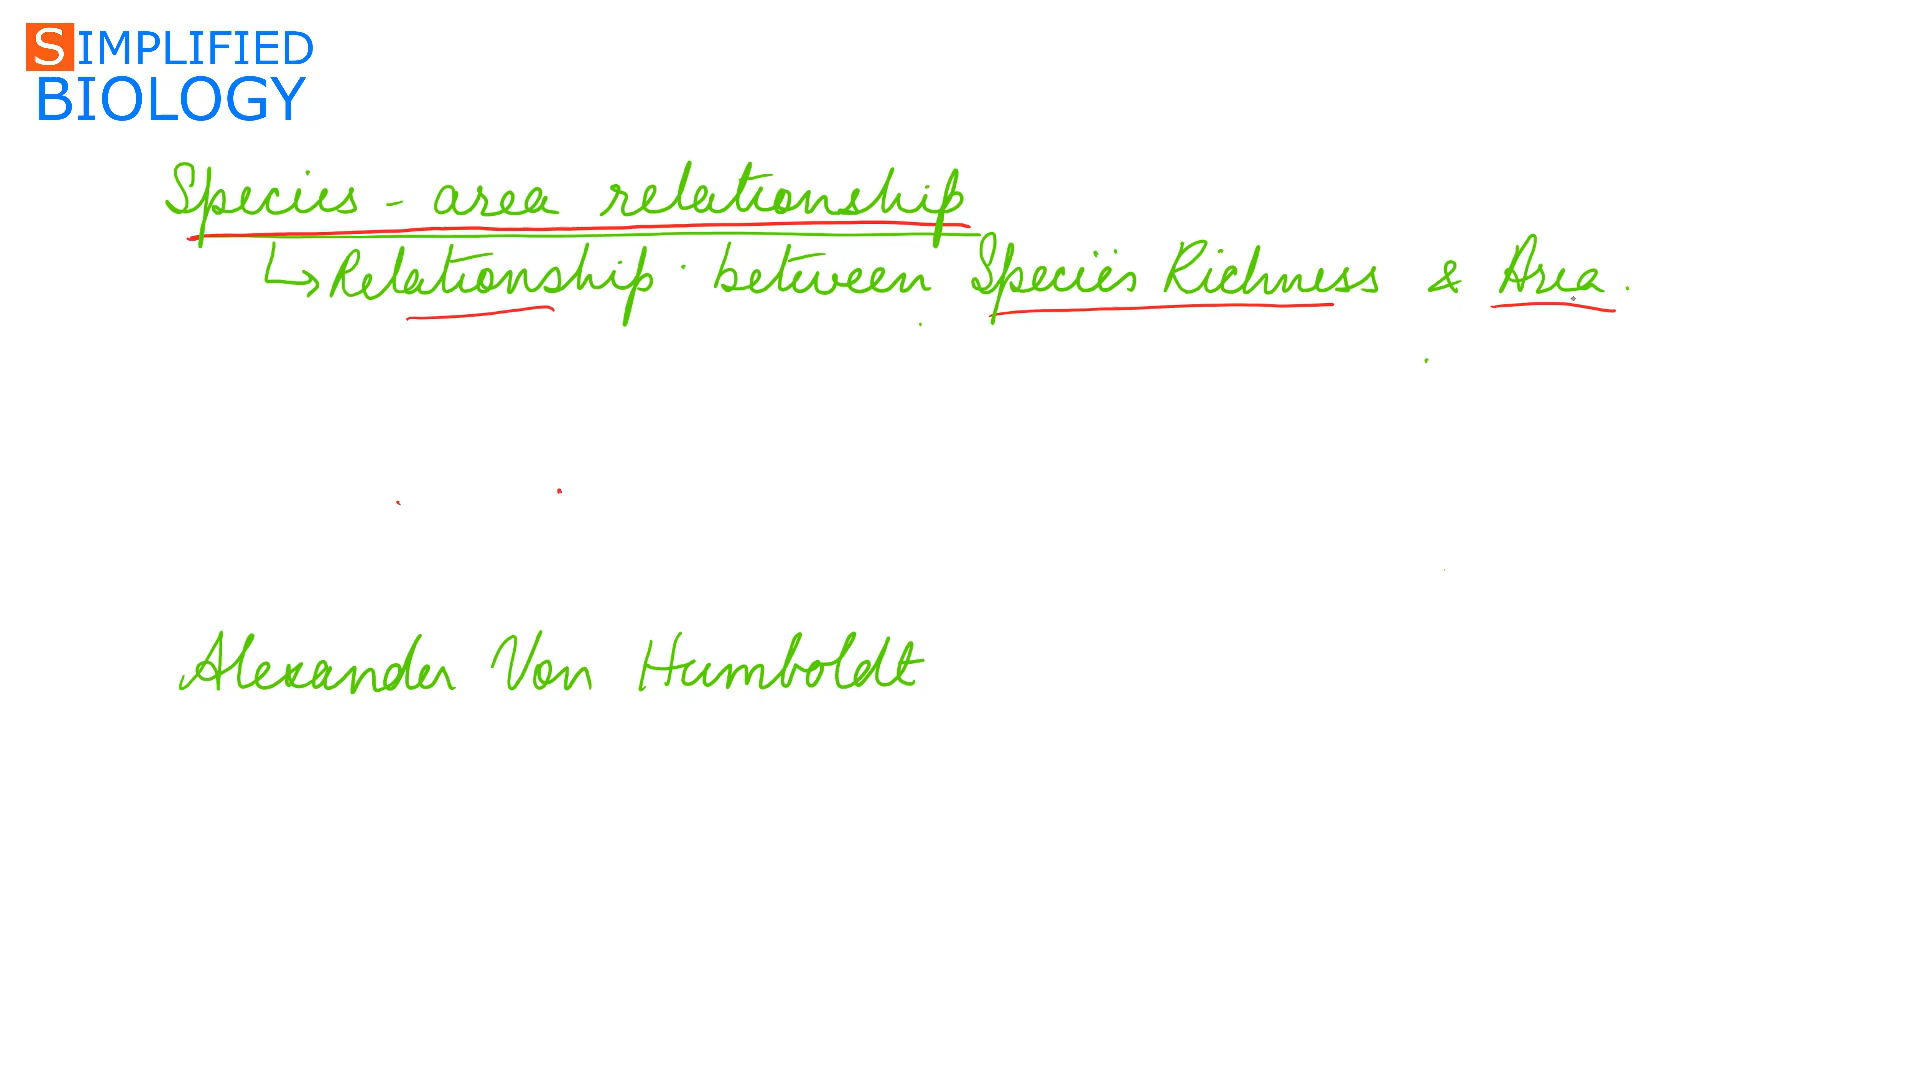 SIMPLIFIED
BIOLOGY
Species - area relationship
↳ Relationship between Species Richness & Area.
Alexander Von Humboldt